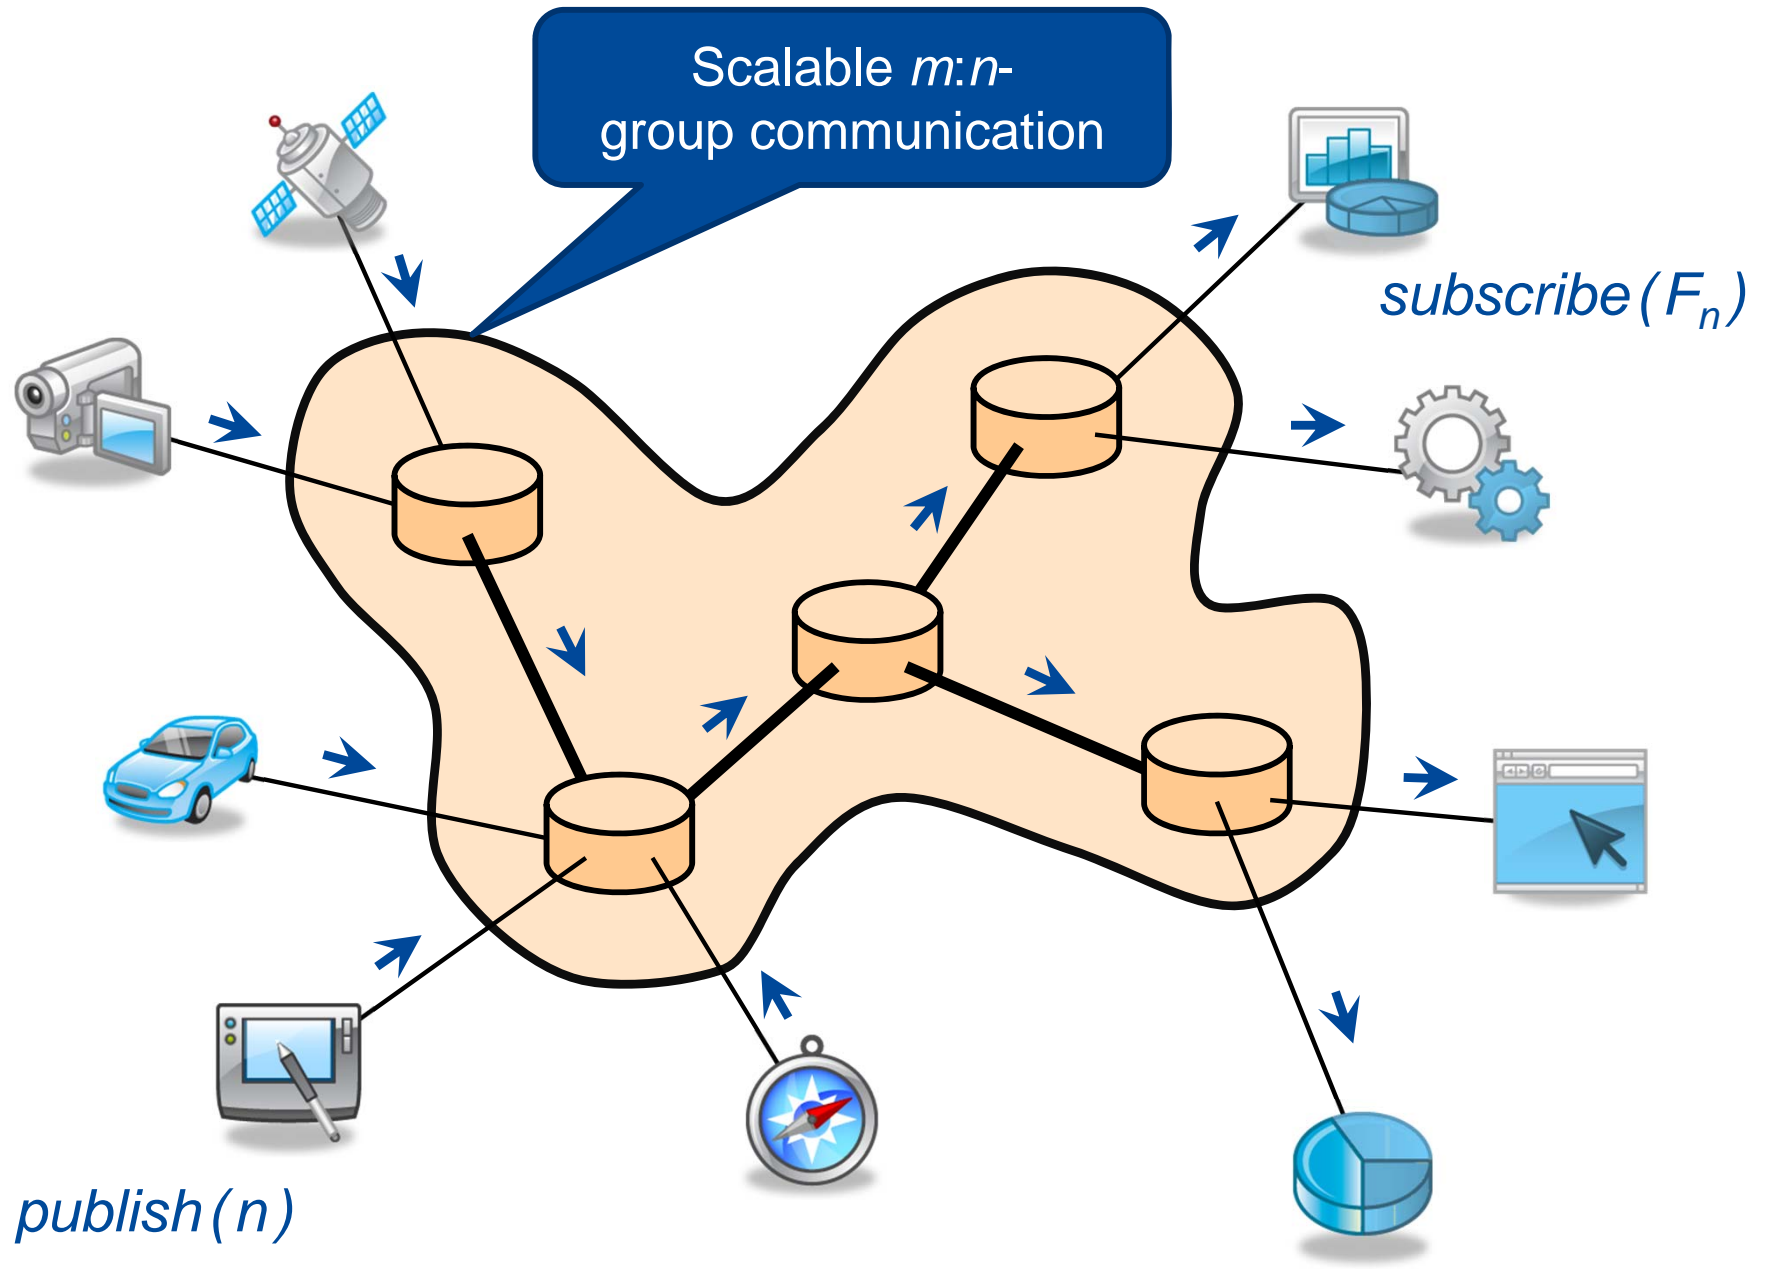 Scalable m:n-
group communication
subscribe(Fn)
publish(n)